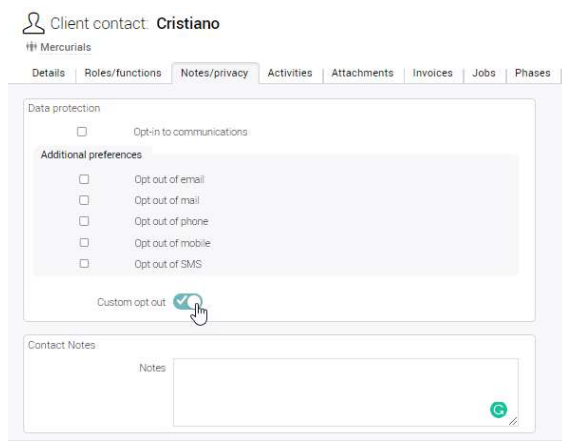 Client contact: Cristiano
Mercurials
Details Roles/functions Notes/privacy Activities Attachments Invoices Jobs Phases
Data protection
Opt-in to communications
Additional preferences
Opt out of email
Opt out of mail
Opt out of phone
Opt out of mobile
Opt out of SMS
Custom opt out
Contact Notes
Notes